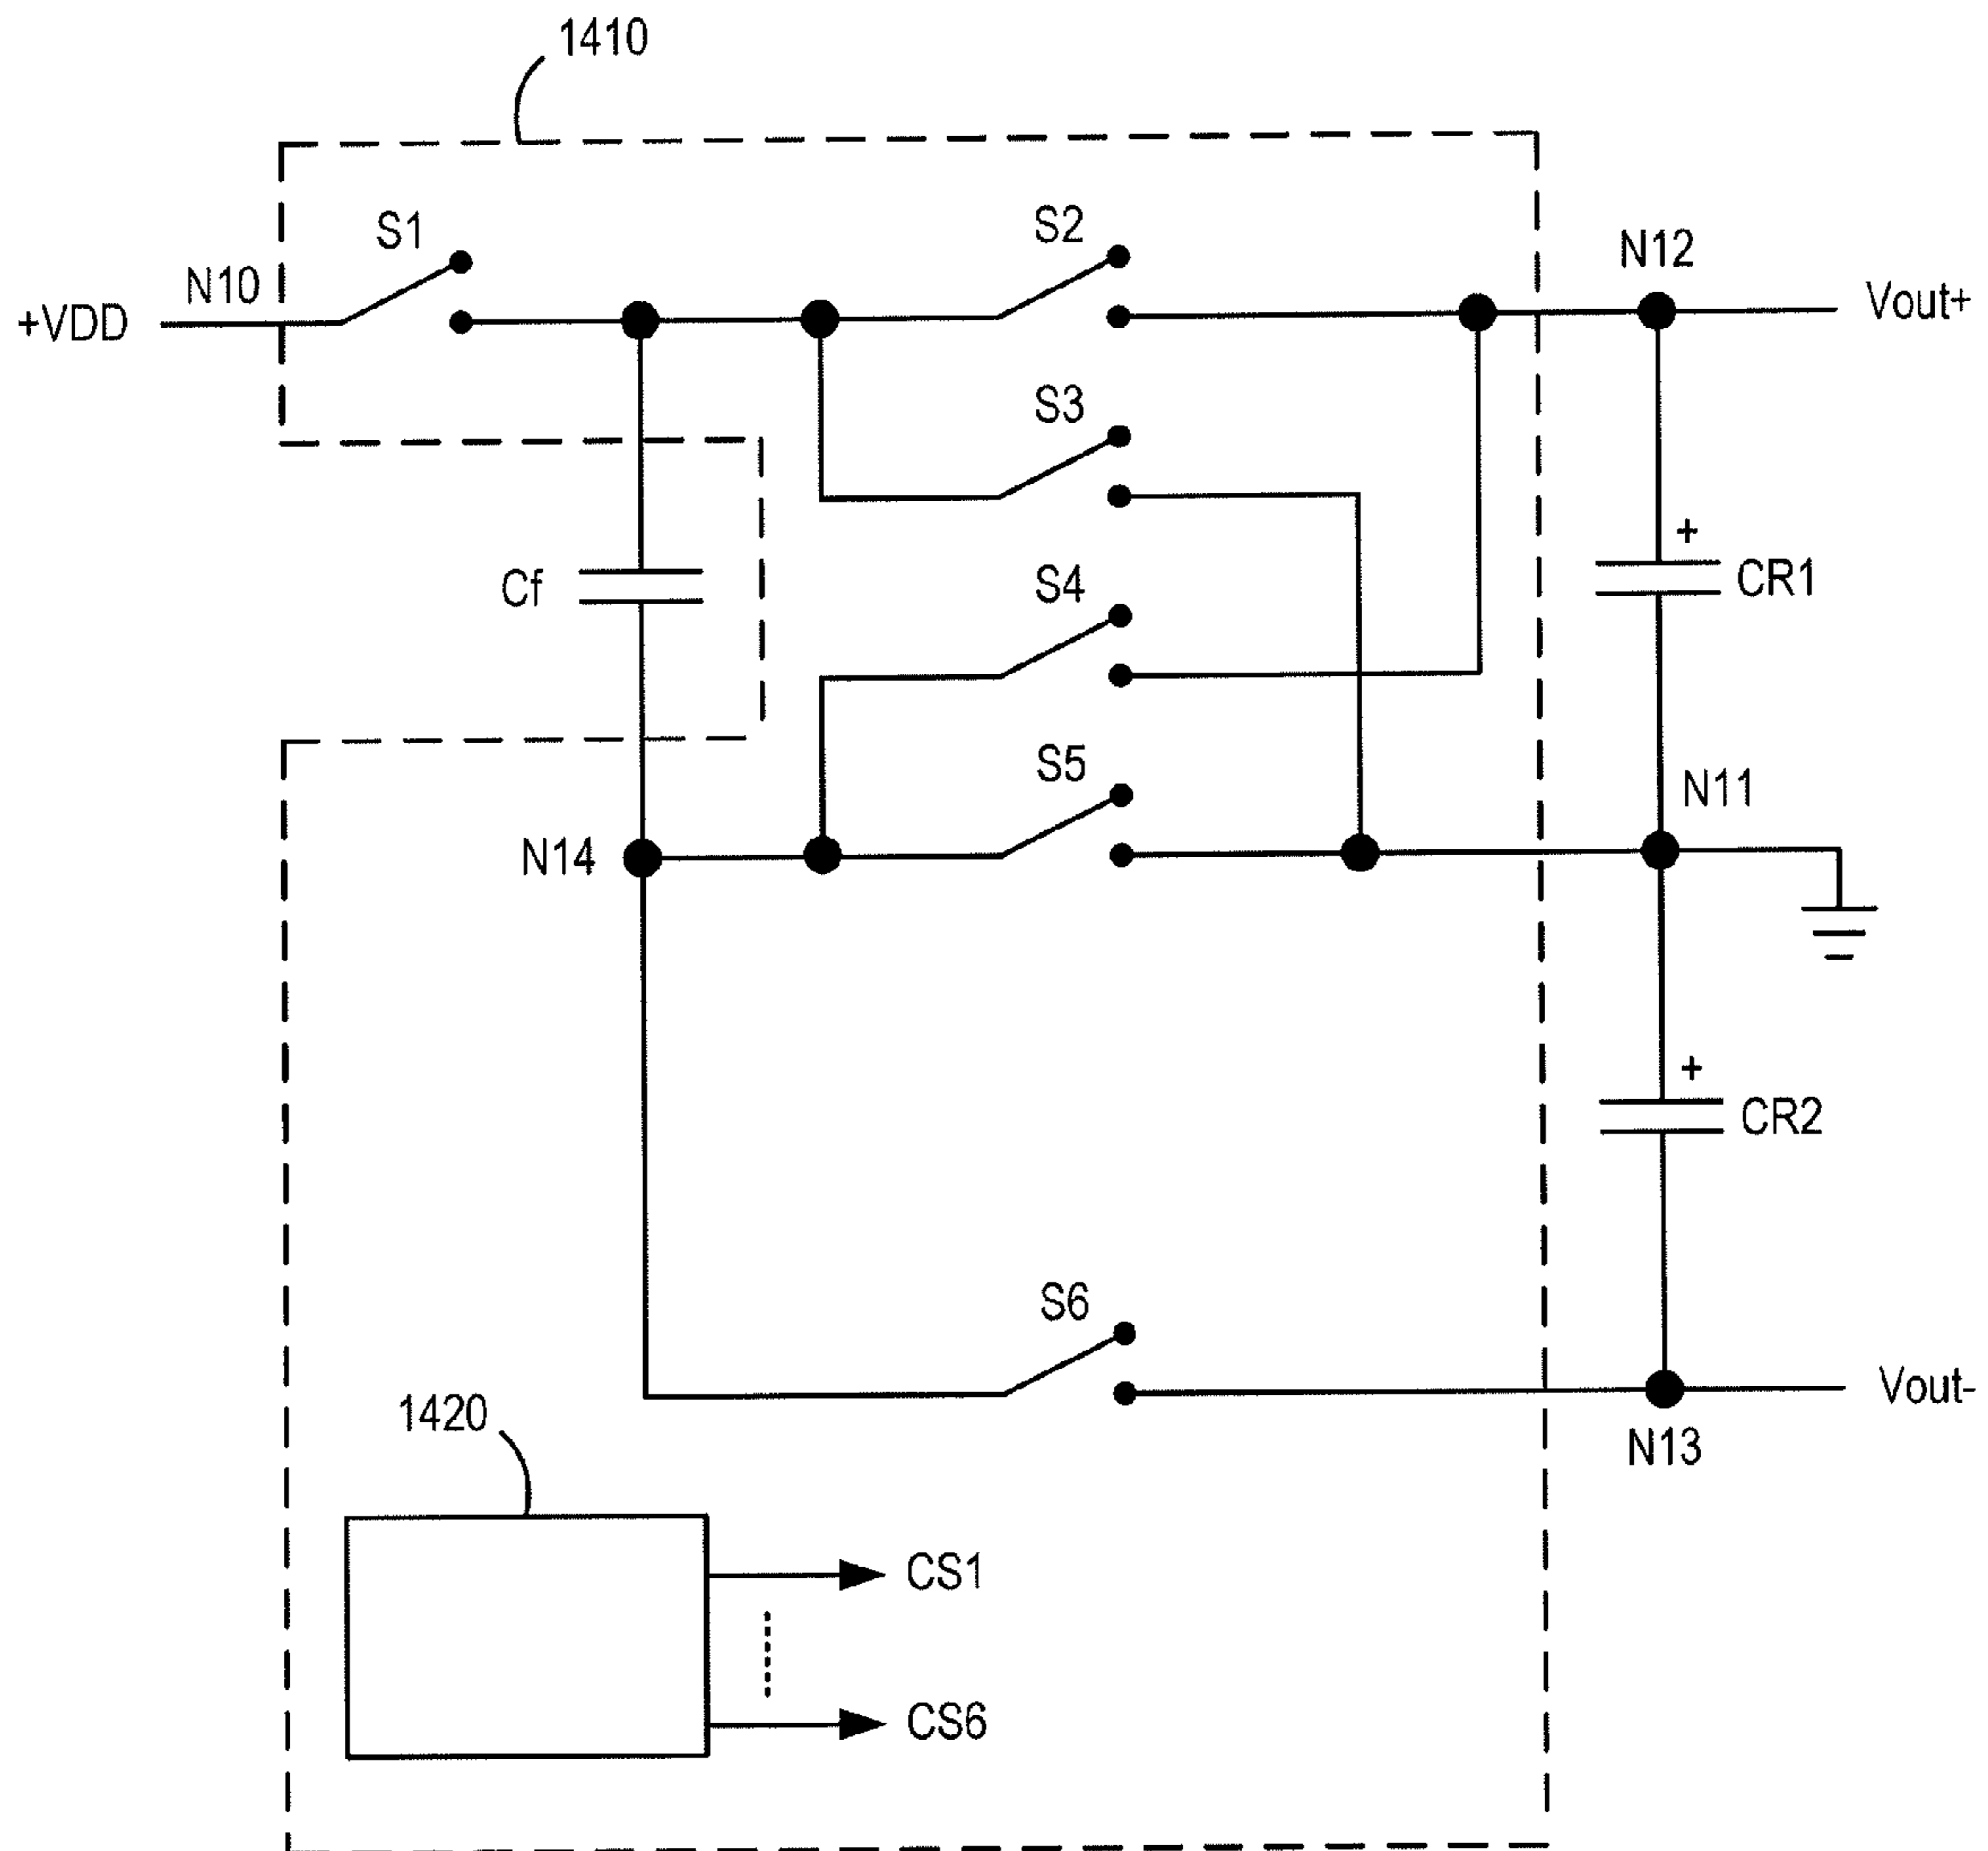 1410
S1
S2
N12
N10
+VDD
Vout+
S3
+
Cf
S4
CR1
S5
N11
N14
+
CR2
S6
1420
Vout-
N13
CS1
CS6